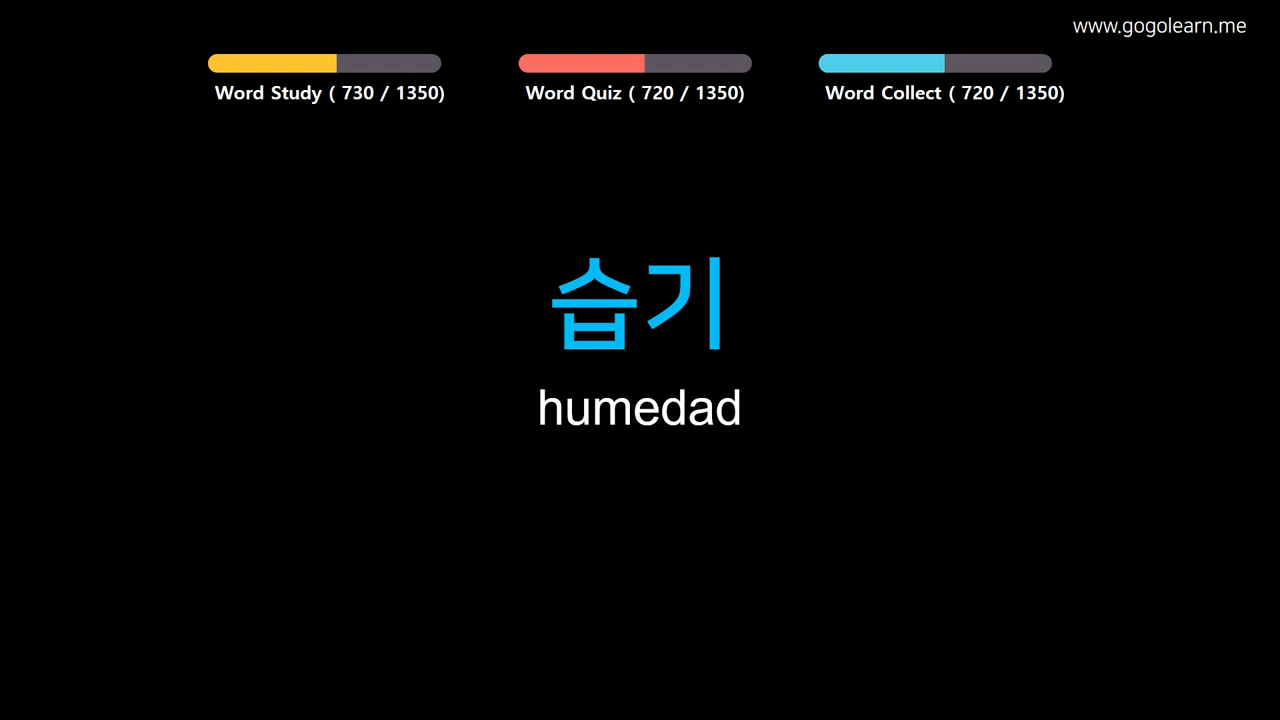 www.gogolearn.me
Word Study ( 730 / 1350)
Word Quiz ( 720 / 1350)
Word Collect ( 720 / 1350)
습기
humedad